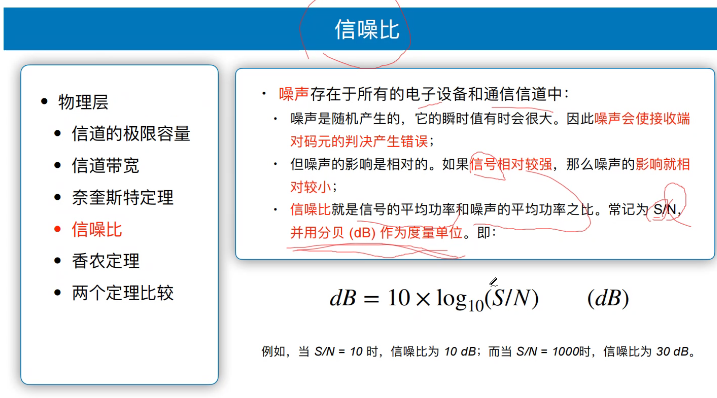 信噪比
物理层
信道的极限容量
信道带宽
奈奎斯特定理
信噪比
香农定理
两个定理比较
噪声存在于所有的电子设备和通信信道中：
噪声是随机产生的，它的瞬时值有时会很大。因此噪声会使接收端
对码元的判决产生错误；
但噪声的影响是相对的。如果信号相对较强，那么噪声的影响就相
对较小；
信噪比就是信号的平均功率和噪声的平均功率之比。常记为 S/N，
并用分贝 (dB) 作为度量单位。即：
dB = 10 × log₁₀(S/N) (dB)
例如，当 S/N = 10 时，信噪比为 10 dB；而当 S/N = 1000时，信噪比为 30 dB。